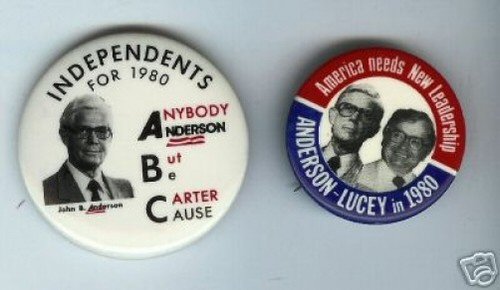 INDEPENDENTS
FOR 1980
ANYBODY
ANDERSON
But
Be
CARTER
CAUSE
John B. Anderson
America needs New Leadership
ANDERSON-LUCEY in 1980